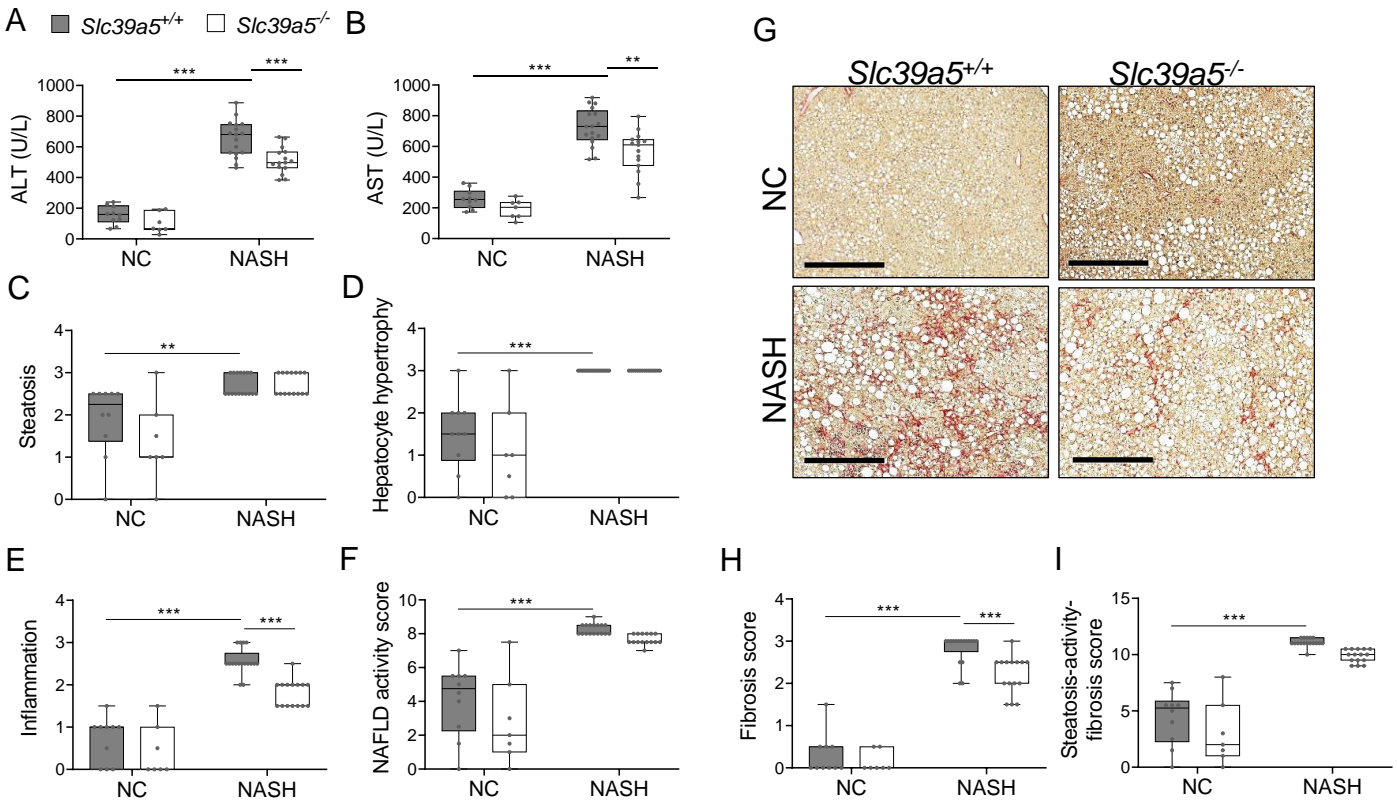 A
Slc39a5+/+
Slc39a5-/-
***
***
ALT (U/L)
1000
800
600
400
200
0
NC
NASH
B
***
**
AST (U/L)
1000
800
600
400
200
0
NC
NASH
C
**
Steatosis
4
3
2
1
0
NC
NASH
D
***
Hepatocyte hypertrophy
4
3
2
1
0
NC
NASH
E
***
***
Inflammation
4
3
2
1
0
NC
NASH
F
***
NAFLD activity score
10
8
6
4
2
0
NC
NASH
G
Slc39a5+/+
Slc39a5-/-
NC
NASH
H
***
***
Fibrosis score
4
3
2
1
0
NC
NASH
I
***
Steatosis-activity-
fibrosis score
15
10
5
0
NC
NASH